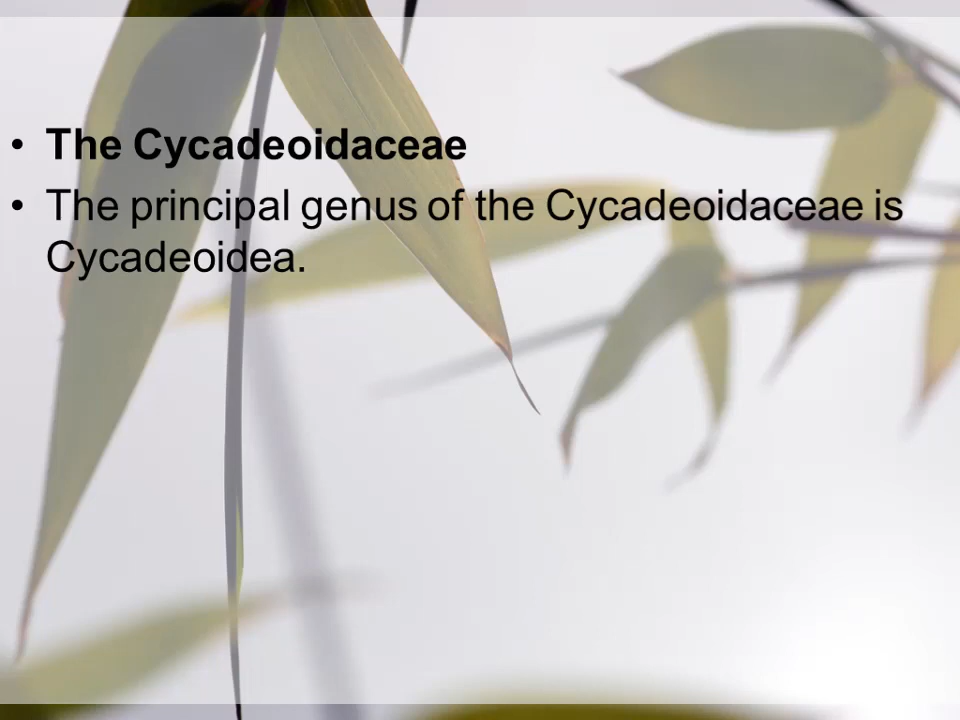 • The Cycadeoidaceae
• The principal genus of the Cycadeoidaceae is
Cycadeoidea.